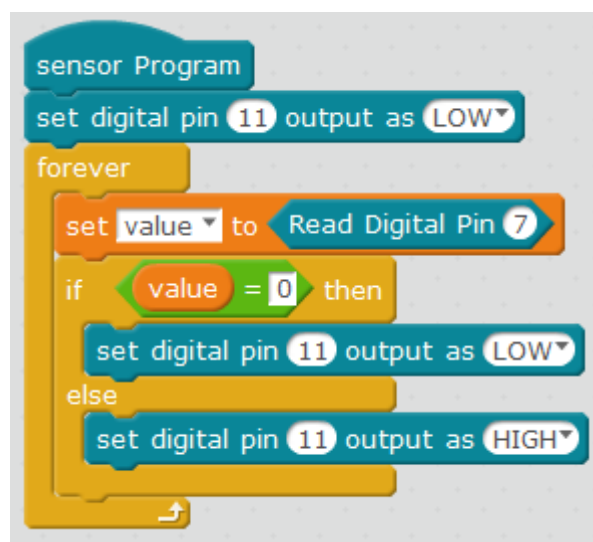 sensor Program
set digital pin 11 output as LOW
forever
set value to Read Digital Pin 7
if value = 0 then
set digital pin 11 output as LOW
else
set digital pin 11 output as HIGH